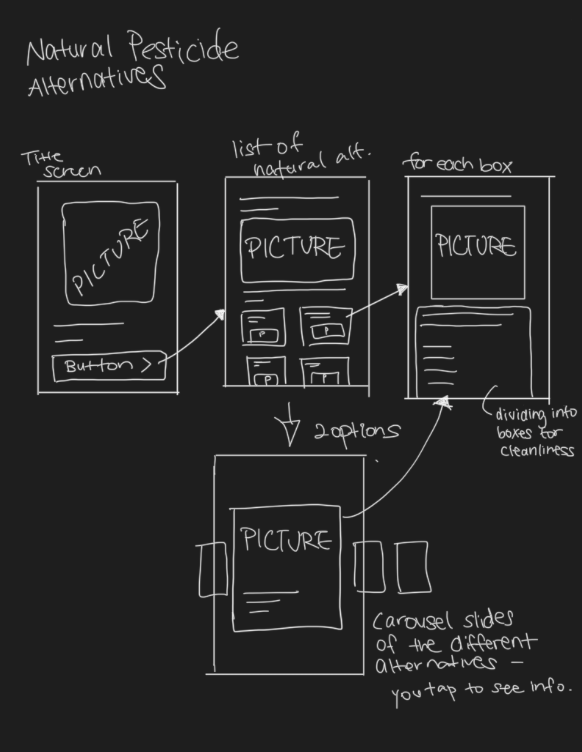 Natural Pesticide
Alternatives
Title
screen
PICTURE
Button >
list of
natural alt.
PICTURE
P
P
P
T
for each box
PICTURE
dividing into
boxes for
cleanliness
2 options
PICTURE
Carousel slides
of the different
alternatives —
you tap to see info.